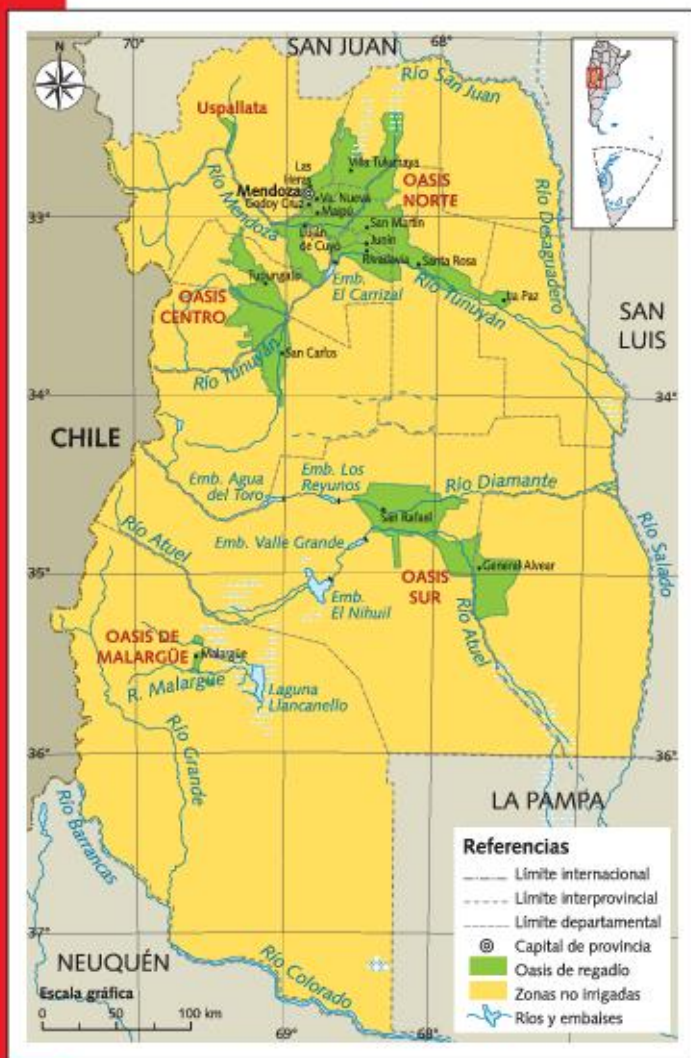 N
70°
SAN JUAN
68°
Río San Juan
Uspallata
Las
Heras
Villa Tulumaya
Mendoza
OASIS
NORTE
Va. Nueva
Godoy Cruz
Maipú
Río Mendoza
33°
San Martín
Luján
de Cuyo
Junín
Rivadavia
Santa Rosa
Río Desaguadero
Tupungato
Emb.
El Carrizal
OASIS
CENTRO
La Paz
Río Tunuyán
SAN
LUIS
San Carlos
Río Tunuyán
34°
34°
CHILE
Emb. Agua
del Toro
Emb. Los
Reyunos
Río Diamante
San Rafael
Río Atuel
Emb. Valle Grande
Río Salado
35°
General Alvear
OASIS
SUR
Emb.
El Nihuil
Río Atuel
OASIS DE
MALARGÜE
Malargüe
R. Malargüe
Laguna
Llancanello
Río Grande
36°
36°
LA PAMPA
Río Barrancas
37°
NEUQUÉN
Río Colorado
Escala gráfica
0 50 100 km
69°
68°
Referencias
Límite internacional
Límite interprovincial
Límite departamental
Capital de provincia
Oasis de regadío
Zonas no irrigadas
Ríos y embalses